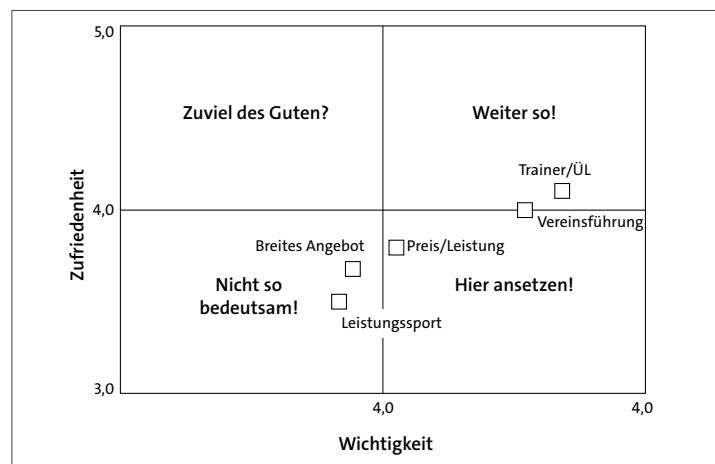 5,0
Zuviel des Guten?
Weiter so!
Trainer/ÜL
Zufriedenheit
4,0
Vereinsführung
Breites Angebot
Preis/Leistung
Nicht so
bedeutsam!
Hier ansetzen!
Leistungssport
3,0
4,0
4,0
Wichtigkeit